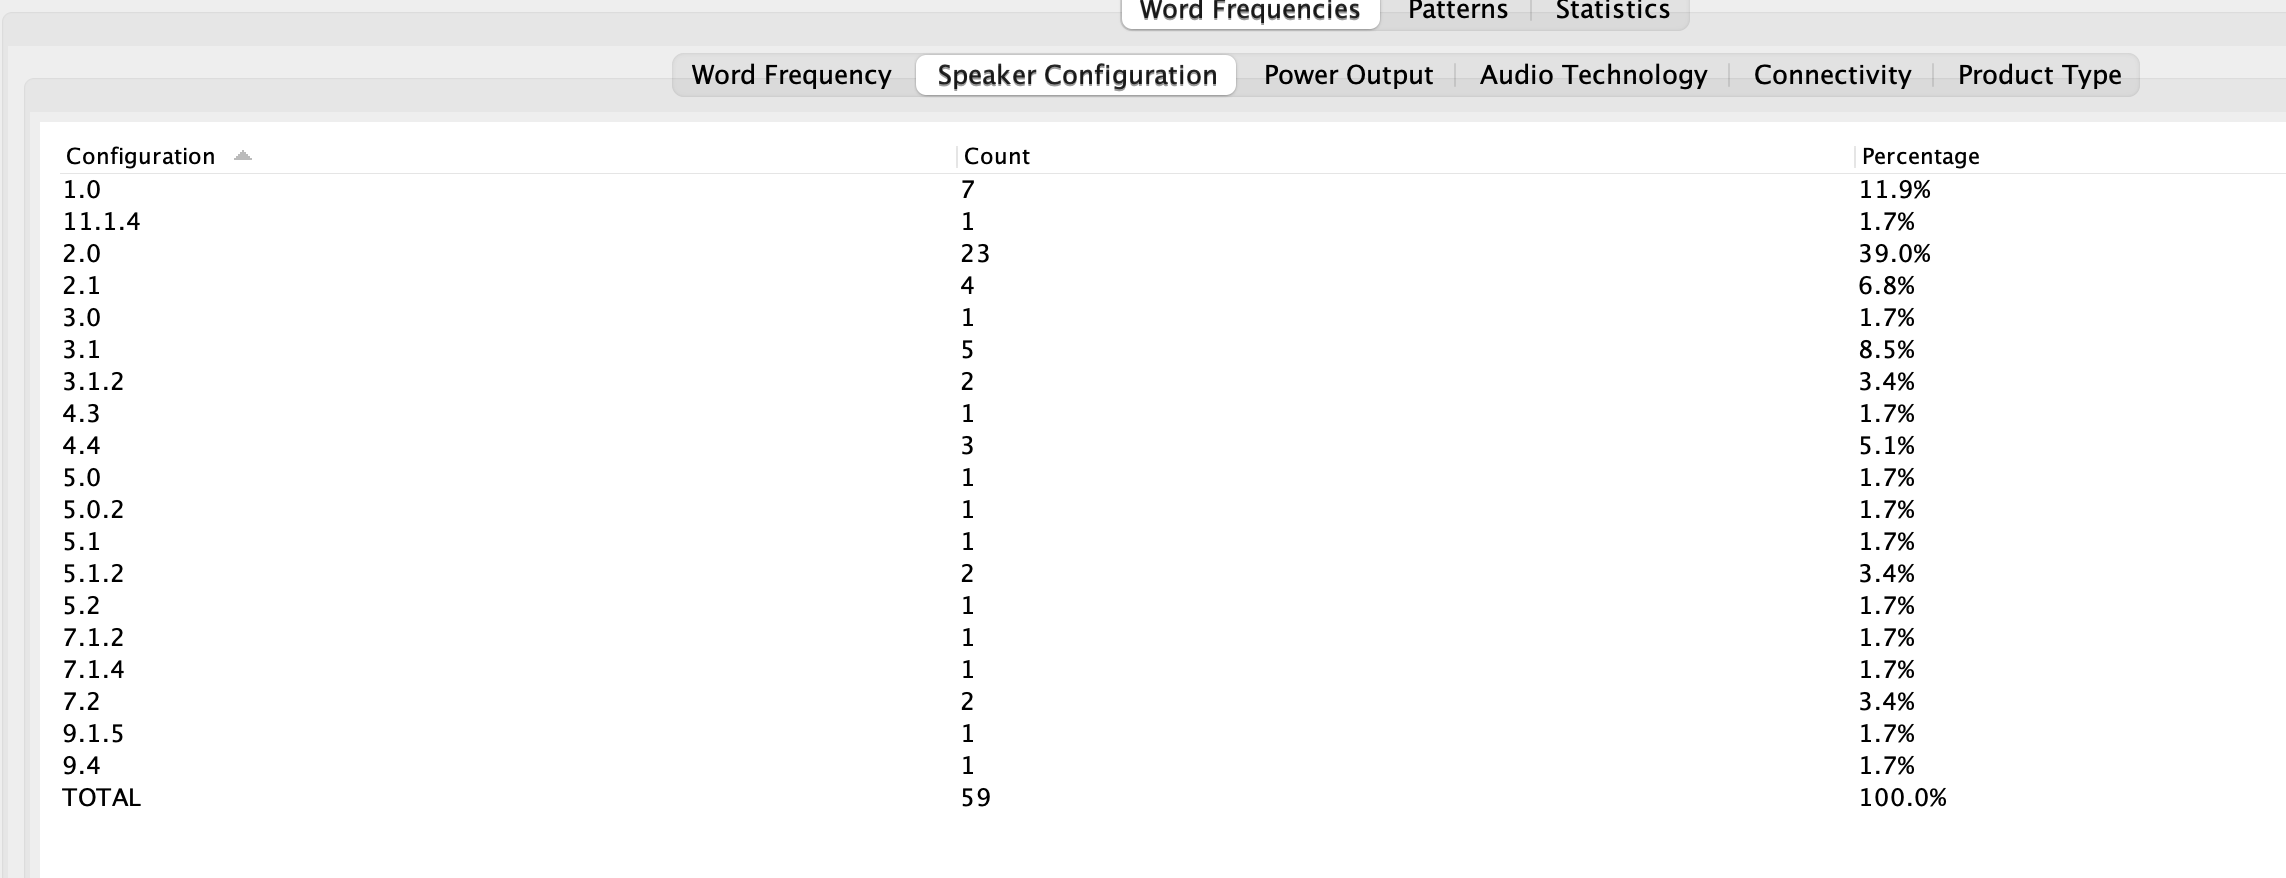 Word Frequencies Patterns Statistics
Word Frequency Speaker Configuration Power Output Audio Technology Connectivity Product Type
Configuration Count Percentage
1.0 7 11.9%
11.1.4 1 1.7%
2.0 23 39.0%
2.1 4 6.8%
3.0 1 1.7%
3.1 5 8.5%
3.1.2 2 3.4%
4.3 1 1.7%
4.4 3 5.1%
5.0 1 1.7%
5.0.2 1 1.7%
5.1 1 1.7%
5.1.2 2 3.4%
5.2 1 1.7%
7.1.2 1 1.7%
7.1.4 1 1.7%
7.2 2 3.4%
9.1.5 1 1.7%
9.4 1 1.7%
TOTAL 59 100.0%